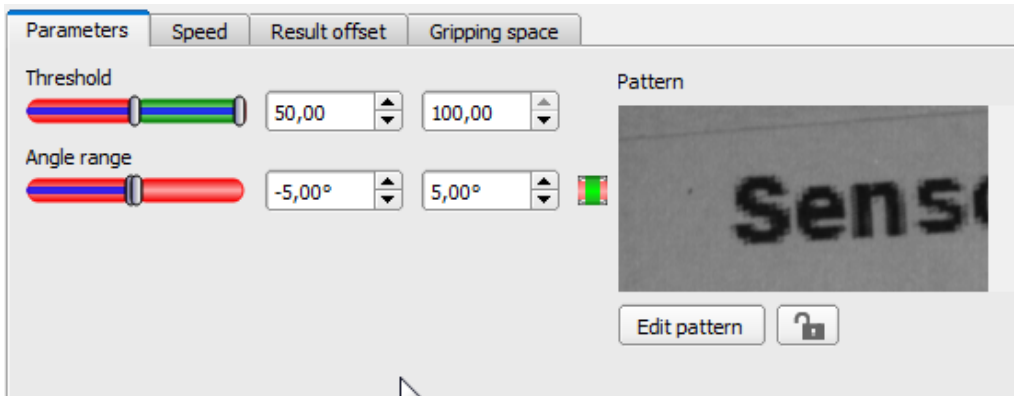 Parameters
Speed
Result offset
Gripping space
Threshold
50,00
100,00
Pattern
Angle range
-5,00°
5,00°
Senso
Edit pattern